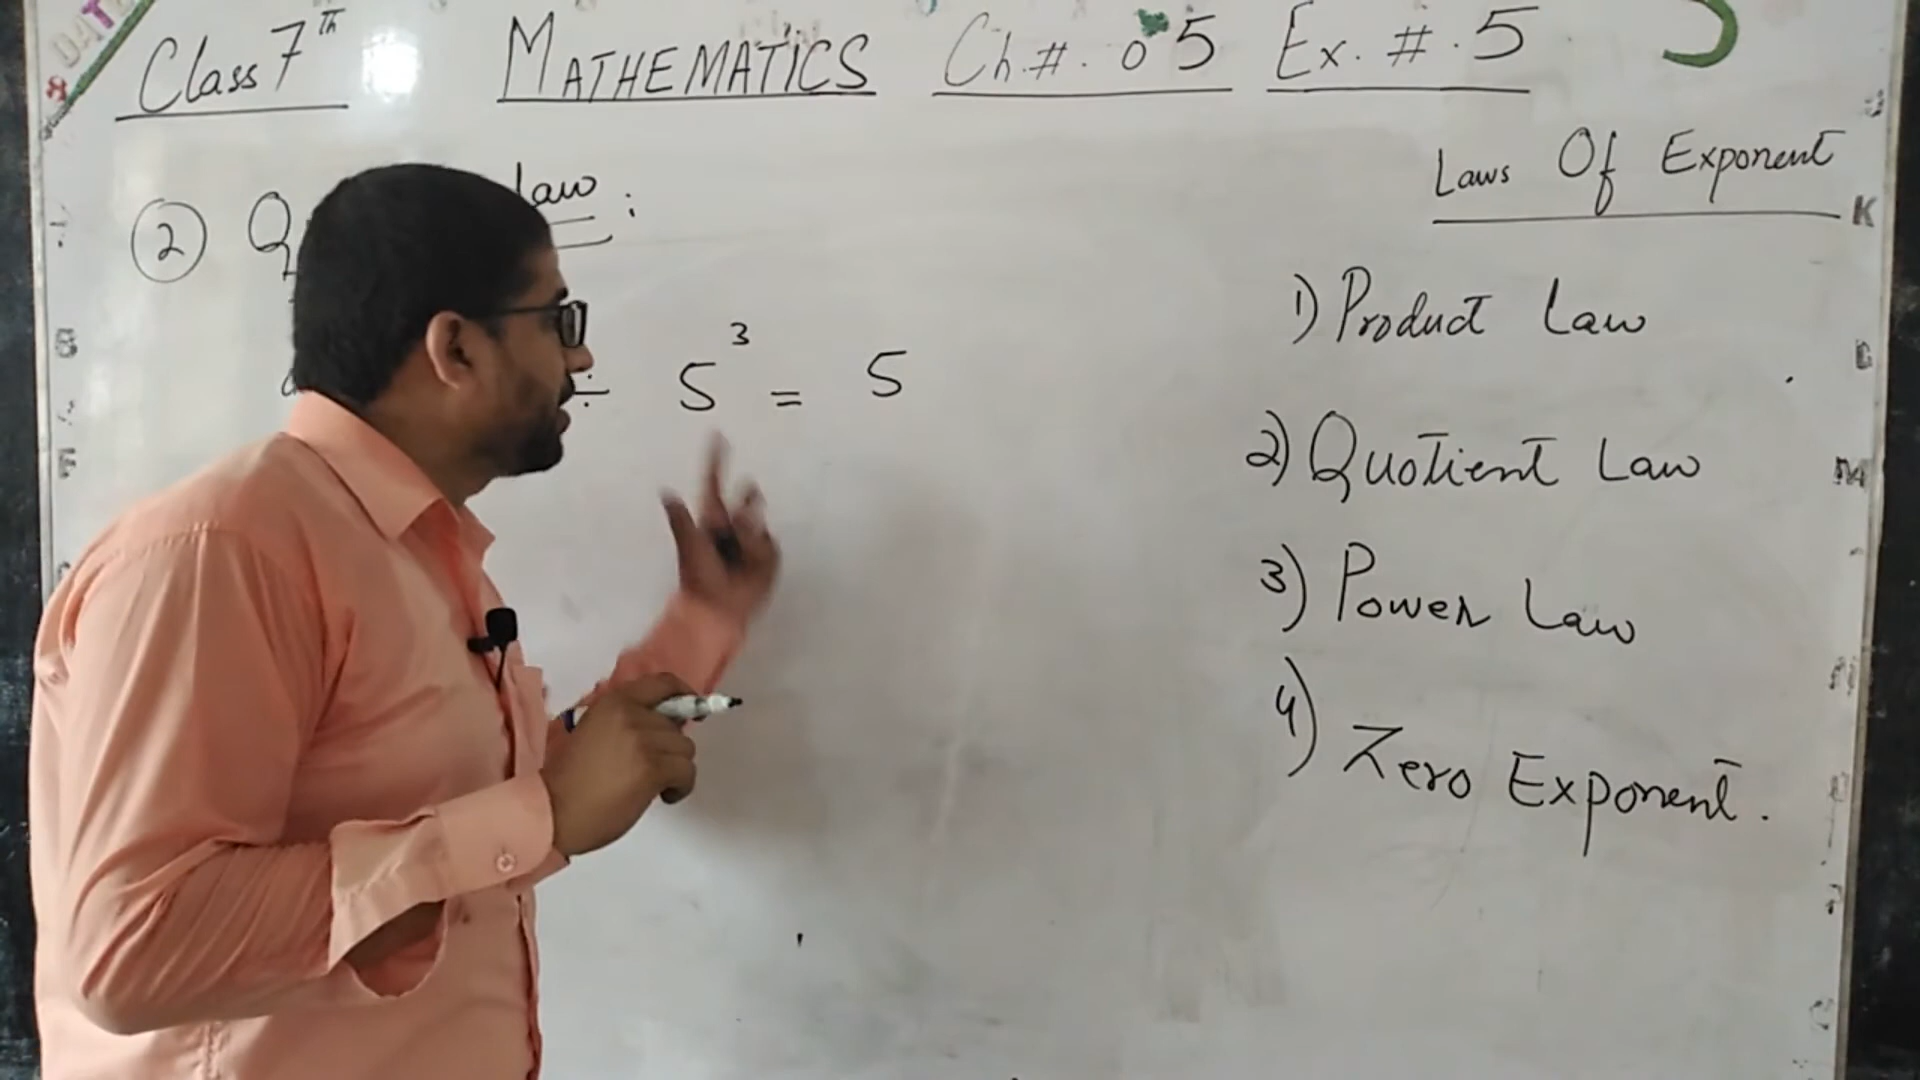 Class 7th MATHEMATICS Ch. #. 05 Ex. #. 5
Laws Of Exponent
2 Law :
÷ 5³ = 5
1) Product Law
2) Quotient Law
3) Power Law
4) Zero Exponent.